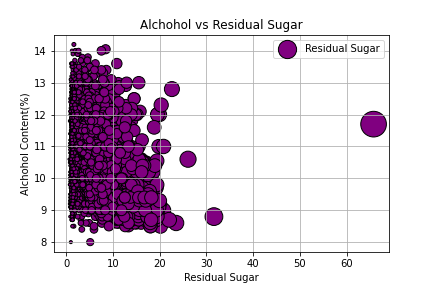 Alchohol vs Residual Sugar
Residual Sugar
14
13
12
11
10
9
8
Alchohol Content(%)
0 10 20 30 40 50 60
Residual Sugar